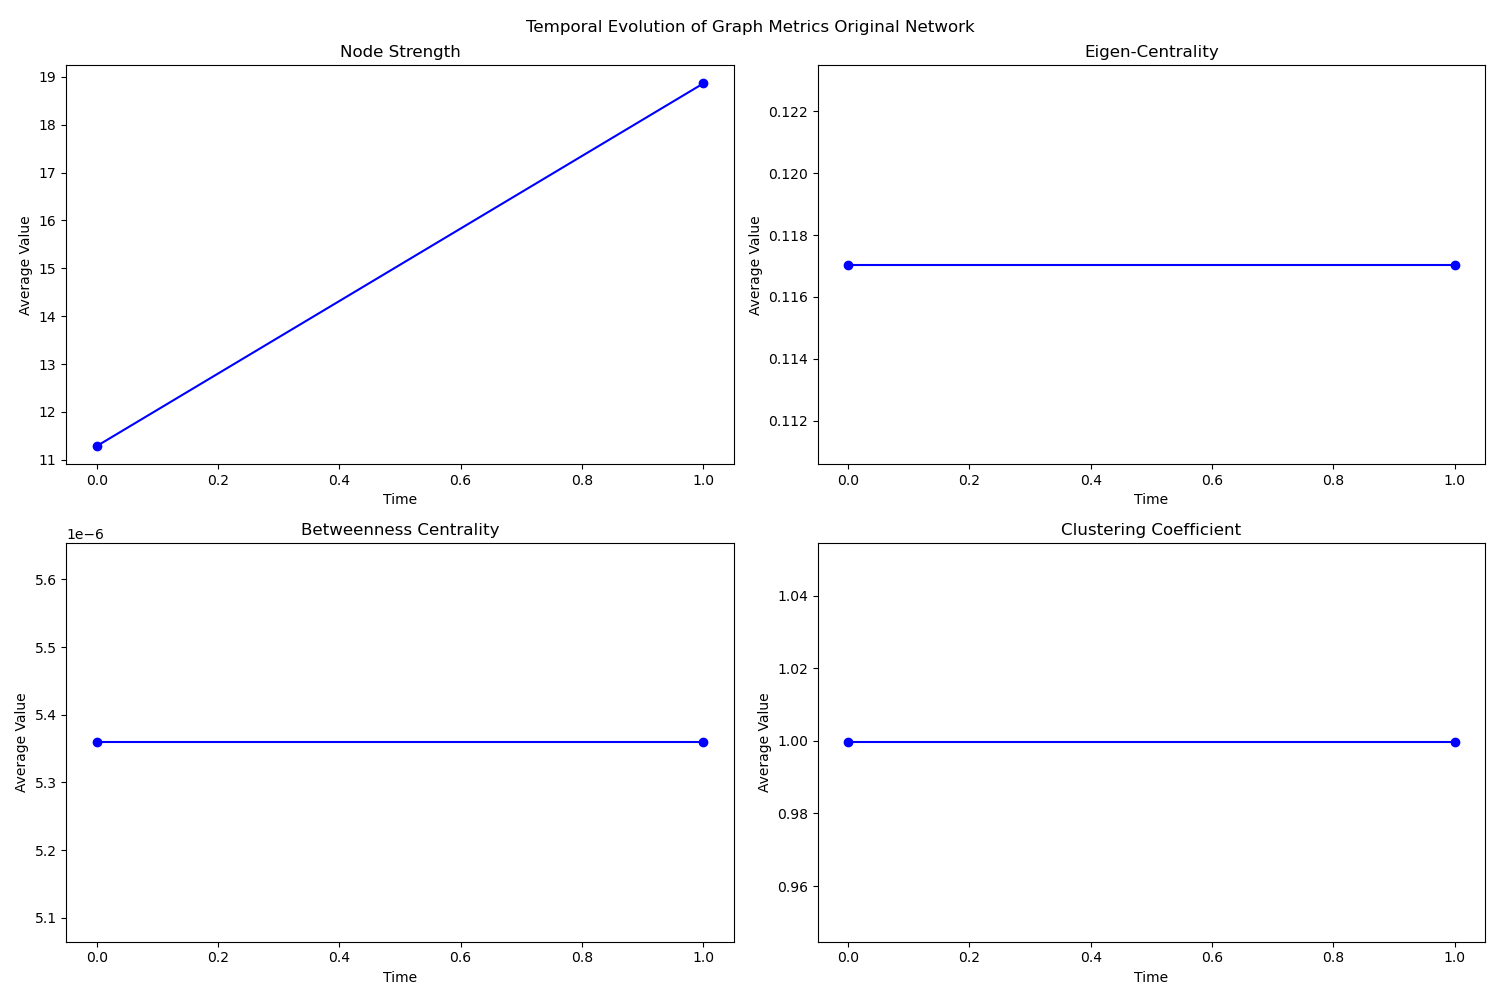 Temporal Evolution of Graph Metrics Original Network
Node Strength
19
18
17
16
15
14
13
12
11
Average Value
0.0 0.2 0.4 0.6 0.8 1.0
Time
Eigen-Centrality
0.122
0.120
0.118
0.116
0.114
0.112
Average Value
0.0 0.2 0.4 0.6 0.8 1.0
Time
Betweenness Centrality
1e−6
5.6
5.5
5.4
5.3
5.2
5.1
Average Value
0.0 0.2 0.4 0.6 0.8 1.0
Time
Clustering Coefficient
1.04
1.02
1.00
0.98
0.96
Average Value
0.0 0.2 0.4 0.6 0.8 1.0
Time